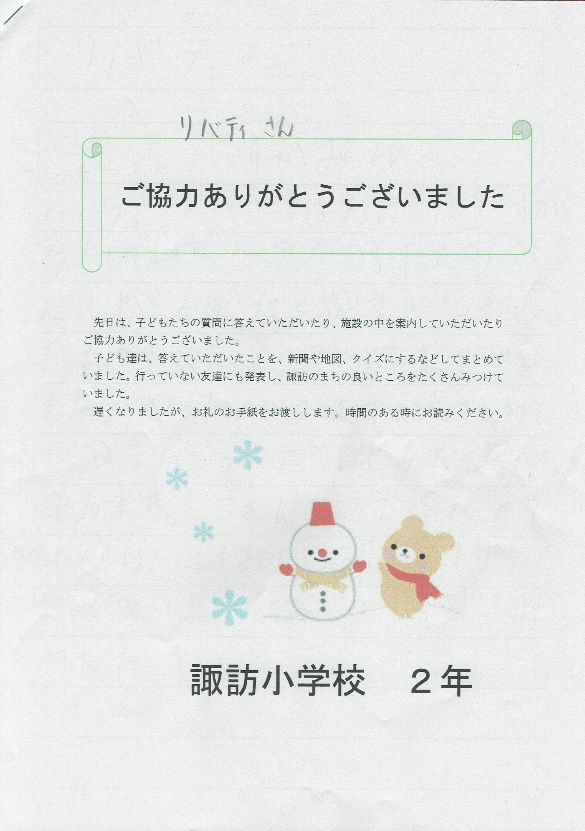 リバティさん
ご協力ありがとうございました
先日は、子どもたちの質問に答えていただいたり、施設の中を案内していただいたり
ご協力ありがとうございました。
子ども達は、答えていただいたことを、新聞や地図、クイズにするなどしてまとめて
いました。行っていない友達にも発表し、諏訪のまちの良いところをたくさんみつけて
いました。
遅くなりましたが、お礼のお手紙をお渡しします。時間のある時にお読みください。
諏訪小学校　２年